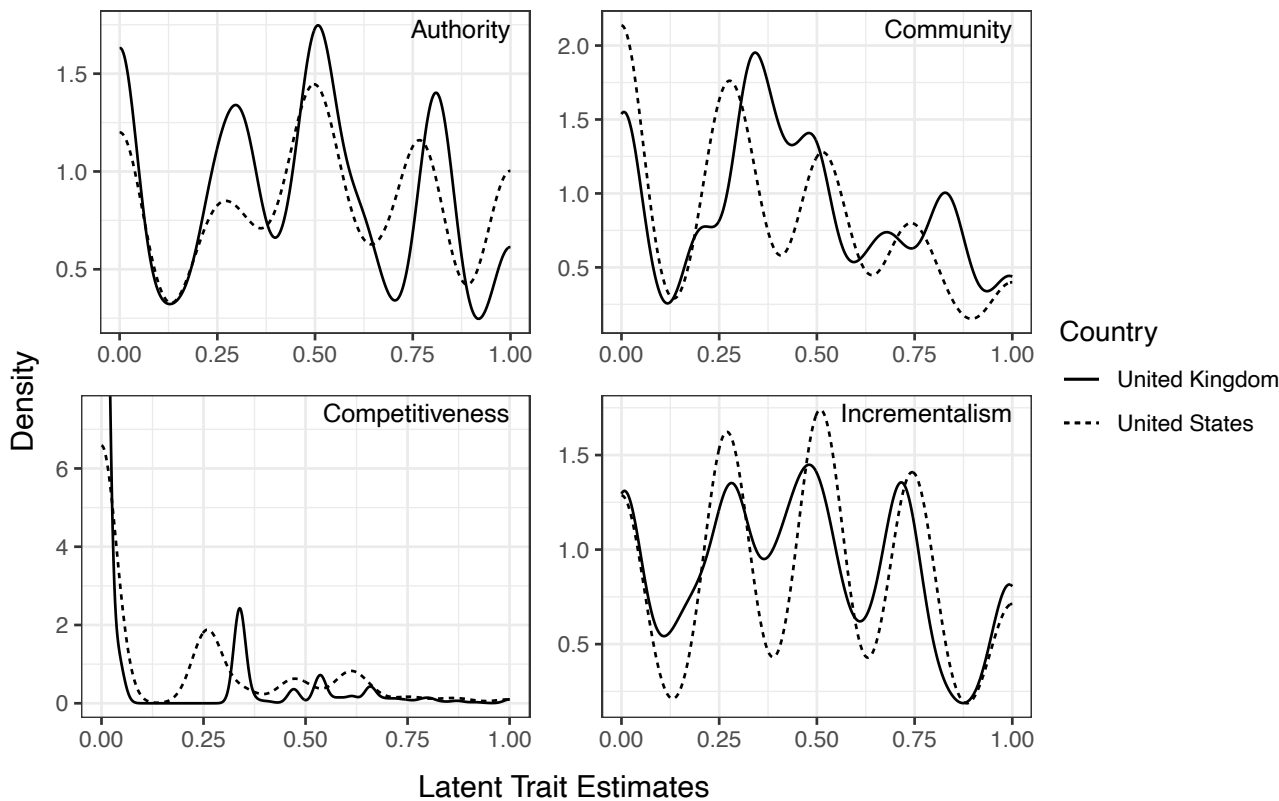 Authority
Community
1.5
1.0
0.5
2.0
1.5
1.0
0.5
0.00 0.25 0.50 0.75 1.00
0.00 0.25 0.50 0.75 1.00
Density
Country
United Kingdom
United States
Competitiveness
Incrementalism
6
4
2
0
1.5
1.0
0.5
0.00 0.25 0.50 0.75 1.00
0.00 0.25 0.50 0.75 1.00
Latent Trait Estimates